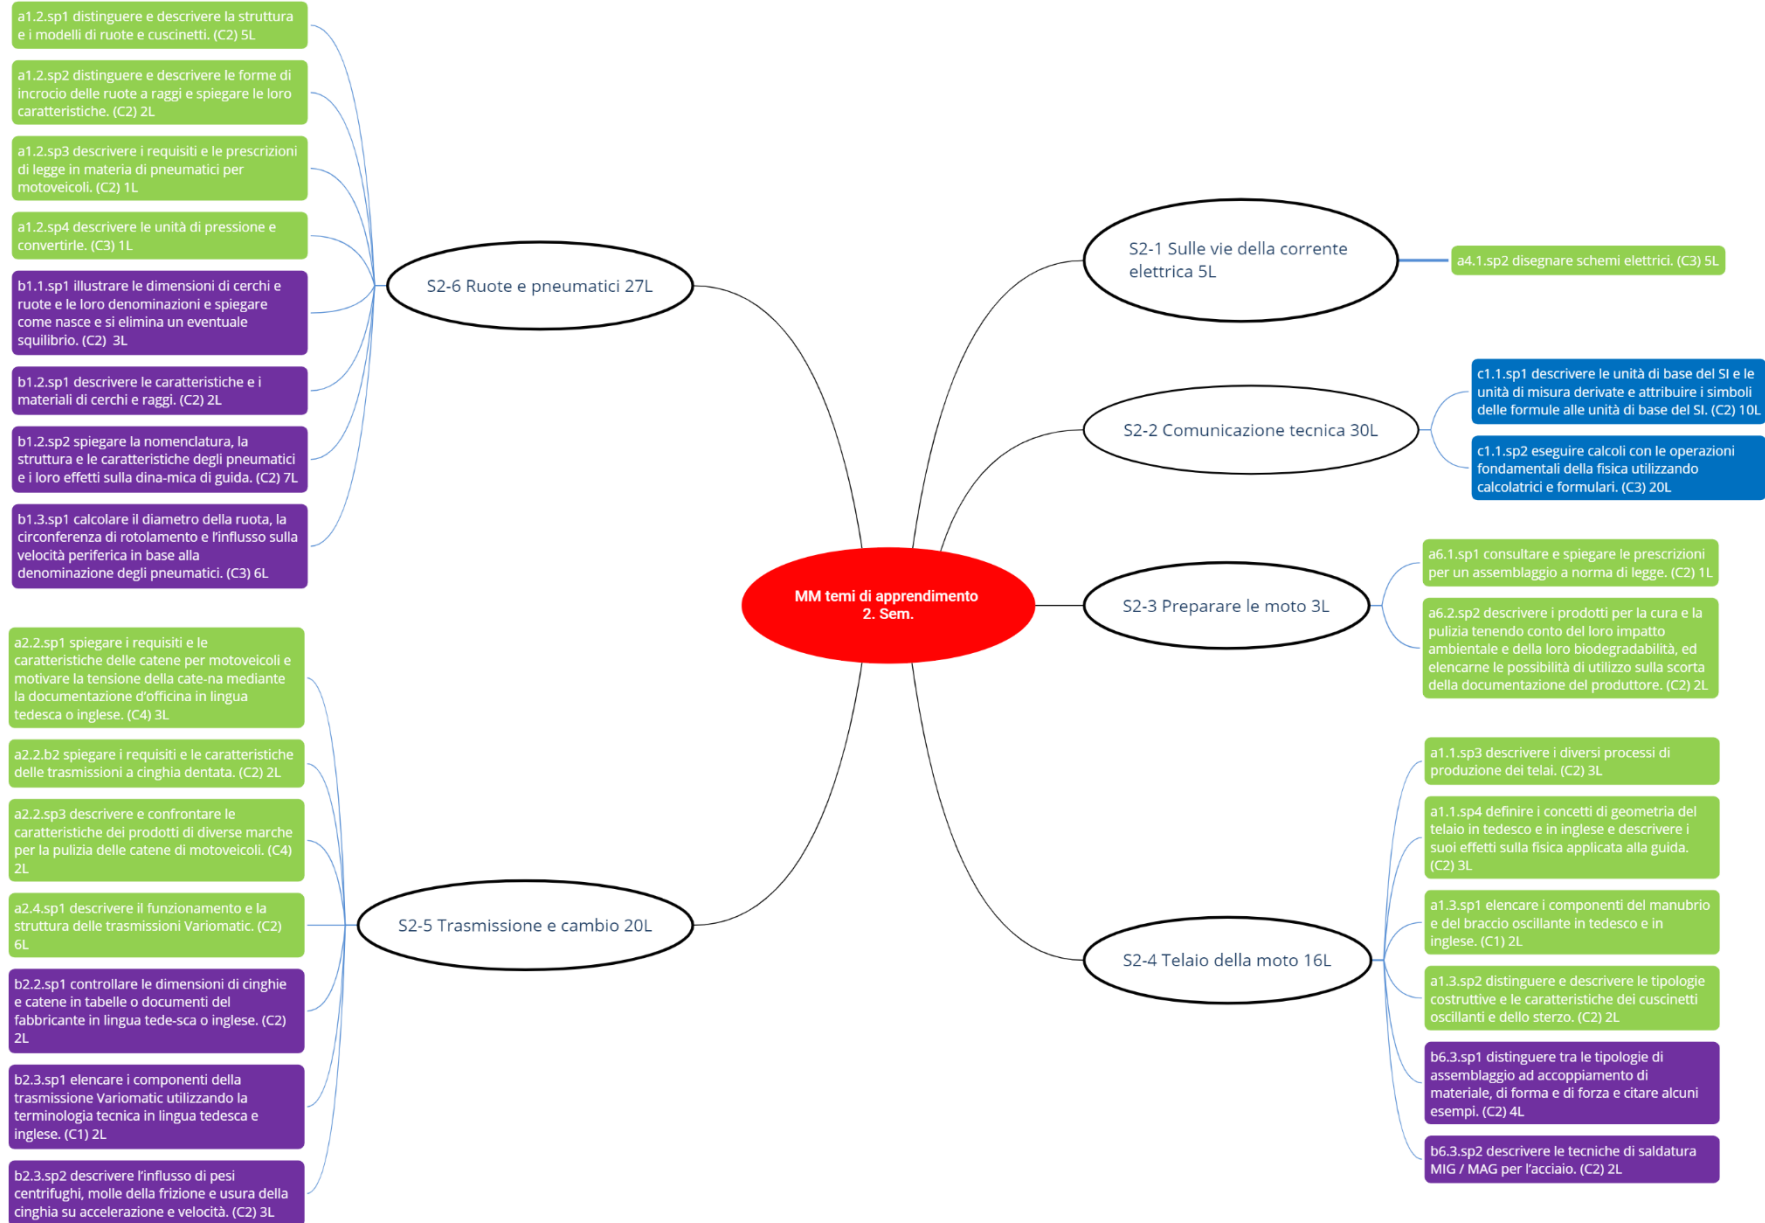 MM temi di apprendimento
2. Sem.
S2-1 Sulle vie della corrente
elettrica 5L
a4.1.sp2 disegnare schemi elettrici. (C3) 5L
S2-2 Comunicazione tecnica 30L
c1.1.sp1 descrivere le unità di base del SI e le
unità di misura derivate e attribuire i simboli
delle formule alle unità di base del SI. (C2) 10L
c1.1.sp2 eseguire calcoli con le operazioni
fondamentali della fisica utilizzando
calcolatrici e formulari. (C3) 20L
S2-3 Preparare le moto 3L
a6.1.sp1 consultare e spiegare le prescrizioni
per un assemblaggio a norma di legge. (C2) 1L
a6.2.sp2 descrivere i prodotti per la cura e la
pulizia tenendo conto del loro impatto
ambientale e della loro biodegradabilità, ed
elencarne le possibilità di utilizzo sulla scorta
della documentazione del produttore. (C2) 2L
S2-4 Telaio della moto 16L
a1.1.sp3 descrivere i diversi processi di
produzione dei telai. (C2) 3L
a1.1.sp4 definire i concetti di geometria del
telaio in tedesco e in inglese e descrivere i
suoi effetti sulla fisica applicata alla guida.
(C2) 3L
a1.3.sp1 elencare i componenti del manubrio
e del braccio oscillante in tedesco e in
inglese. (C1) 2L
a1.3.sp2 distinguere e descrivere le tipologie
costruttive e le caratteristiche dei cuscinetti
oscillanti e dello sterzo. (C2) 2L
b6.3.sp1 distinguere tra le tipologie di
assemblaggio ad accoppiamento di
materiale, di forma e di forza e citare alcuni
esempi. (C2) 4L
b6.3.sp2 descrivere le tecniche di saldatura
MIG / MAG per l'acciaio. (C2) 2L
S2-5 Trasmissione e cambio 20L
a2.2.sp1 spiegare i requisiti e le
caratteristiche delle catene per motoveicoli e
motivare la tensione della cate-na mediante
la documentazione d'officina in lingua
tedesca o inglese. (C4) 3L
a2.2.b2 spiegare i requisiti e le caratteristiche
delle trasmissioni a cinghia dentata. (C2) 2L
a2.2.sp3 descrivere e confrontare le
caratteristiche dei prodotti di diverse marche
per la pulizia delle catene di motoveicoli. (C4)
2L
a2.4.sp1 descrivere il funzionamento e la
struttura delle trasmissioni Variomatic. (C2)
6L
b2.2.sp1 controllare le dimensioni di cinghie
e catene in tabelle o documenti del
fabbricante in lingua tede-sca o inglese. (C2)
2L
b2.3.sp1 elencare i componenti della
trasmissione Variomatic utilizzando la
terminologia tecnica in lingua tedesca e
inglese. (C1) 2L
b2.3.sp2 descrivere l'influsso di pesi
centrifughi, molle della frizione e usura della
cinghia su accelerazione e velocità. (C2) 3L
S2-6 Ruote e pneumatici 27L
a1.2.sp1 distinguere e descrivere la struttura
e i modelli di ruote e cuscinetti. (C2) 5L
a1.2.sp2 distinguere e descrivere le forme di
incrocio delle ruote a raggi e spiegare le loro
caratteristiche. (C2) 2L
a1.2.sp3 descrivere i requisiti e le prescrizioni
di legge in materia di pneumatici per
motoveicoli. (C2) 1L
a1.2.sp4 descrivere le unità di pressione e
convertirle. (C3) 1L
b1.1.sp1 illustrare le dimensioni di cerchi e
ruote e le loro denominazioni e spiegare
come nasce e si elimina un eventuale
squilibrio. (C2) 3L
b1.2.sp1 descrivere le caratteristiche e i
materiali di cerchi e raggi. (C2) 2L
b1.2.sp2 spiegare la nomenclatura, la
struttura e le caratteristiche degli pneumatici
e i loro effetti sulla dina-mica di guida. (C2) 7L
b1.3.sp1 calcolare il diametro della ruota, la
circonferenza di rotolamento e l'influsso sulla
velocità periferica in base alla
denominazione degli pneumatici. (C3) 6L